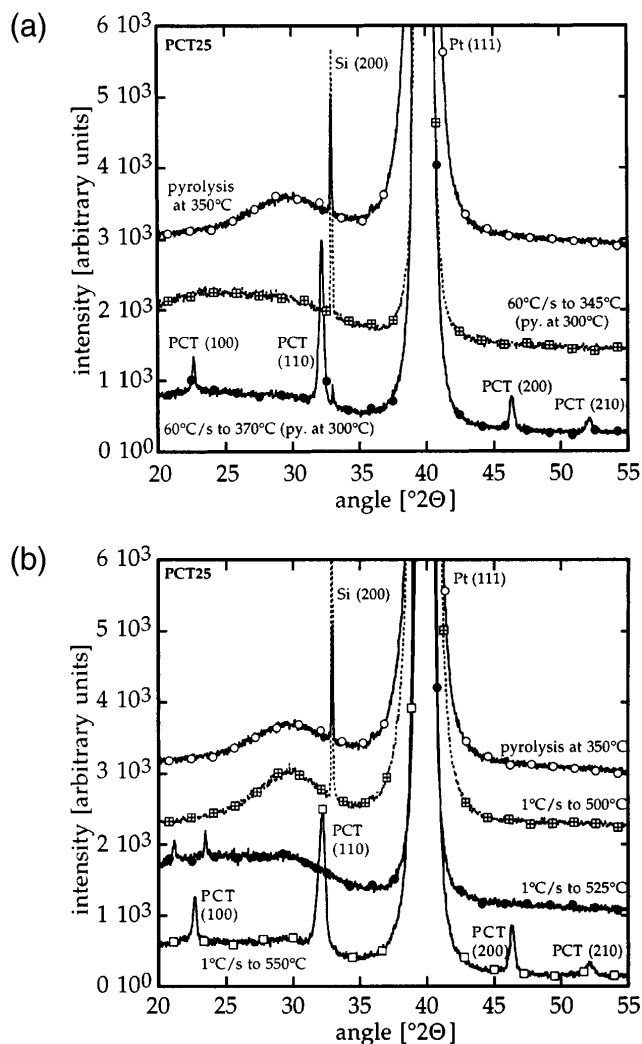 (a)
PCT25
Si (200)
Pt (111)
pyrolysis
at 350°C
60°C/s to 345°C
(py. at 300°C)
PCT (100)
PCT
(110)
PCT (200)
PCT (210)
60°C/s to 370°C (py. at 300°C)
intensity [arbitrary units]
6 10³
5 10³
4 10³
3 10³
2 10³
1 10³
0 10⁰
20 25 30 35 40 45 50 55
angle [°2Θ]
(b)
PCT25
Si (200)
Pt (111)
pyrolysis at 350°C
1°C/s to 500°C
PCT
(110)
1°C/s to 525°C
PCT
(100)
PCT
(200)
PCT (210)
1°C/s to 550°C
intensity [arbitrary units]
6 10³
5 10³
4 10³
3 10³
2 10³
1 10³
0 10⁰
20 25 30 35 40 45 50 55
angle [°2Θ]